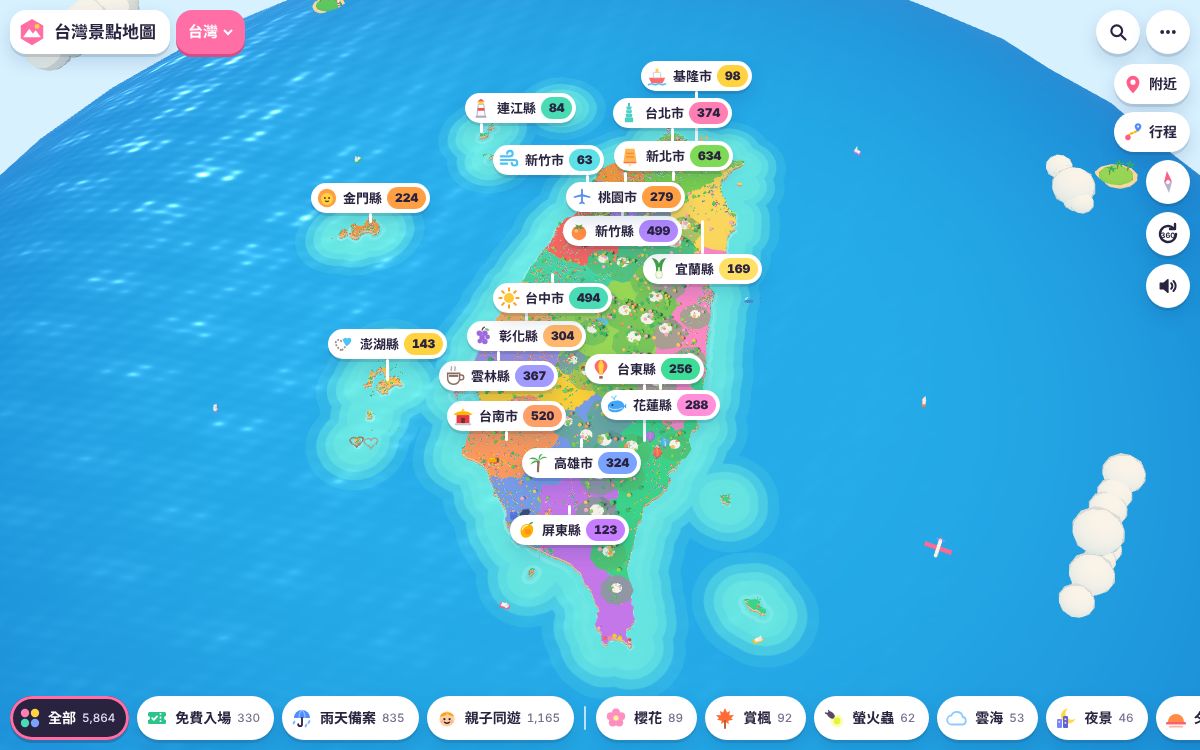 台灣景點地圖
台灣
附近
行程
360
基隆市 98
連江縣 84
台北市 374
新竹市 63
新北市 634
金門縣 224
桃園市 279
新竹縣 499
宜蘭縣 169
台中市 494
彰化縣 304
澎湖縣 143
台東縣 256
雲林縣 367
花蓮縣 288
台南市 520
高雄市 324
屏東縣 123
全部 5,864
免費入場 330
雨天備案 835
親子同遊 1,165
櫻花 89
賞楓 92
螢火蟲 62
雲海 53
夜景 46